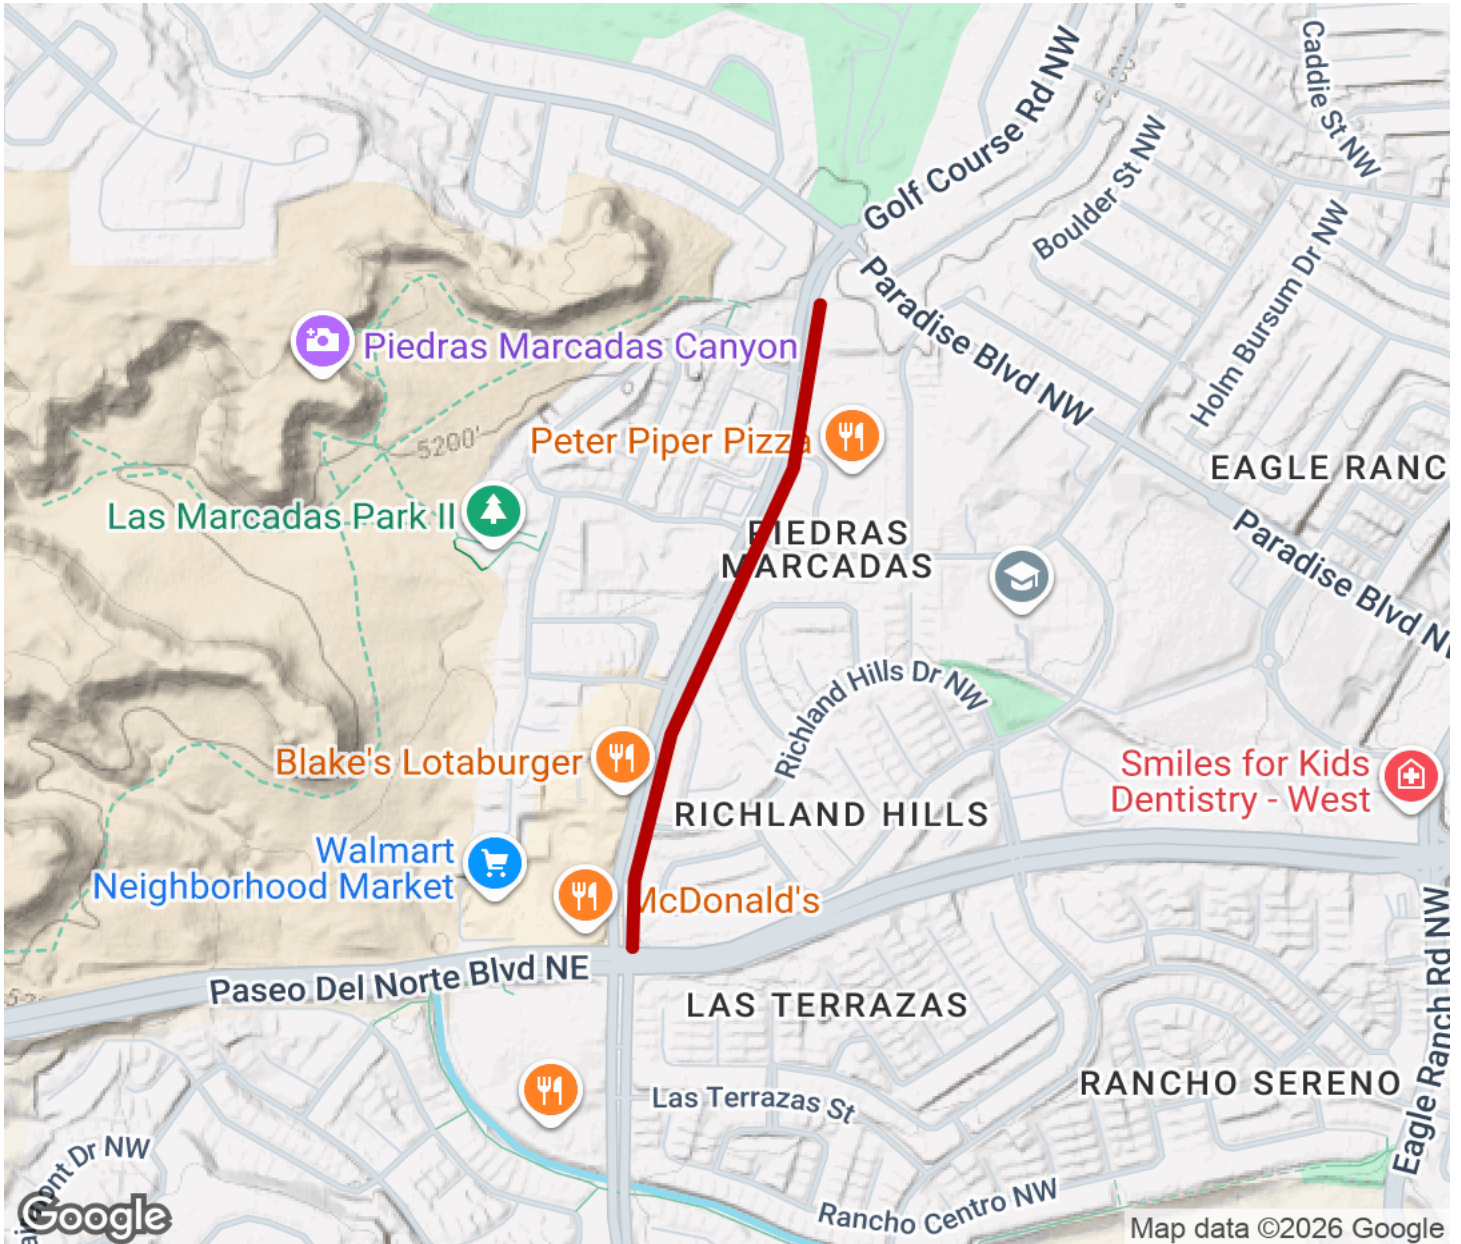 Caddie St NW
Golf Course Rd NW
Boulder St NW
Holm Bursum Dr NW
Paradise Blvd NW
Piedras Marcadas Canyon
5200'
Peter Piper Pizza
EAGLE RANC
Las Marcadas Park II
PIEDRAS
MARCADAS
Paradise Blvd N
Richland Hills Dr NW
Blake's Lotaburger
Smiles for Kids
Dentistry - West
RICHLAND HILLS
Walmart
Neighborhood Market
McDonald's
Paseo Del Norte Blvd NE
LAS TERRAZAS
Eagle Ranch Rd NW
RANCHO SERENO
Las Terrazas St
ont Dr NW
Rancho Centro NW
Google
Map data ©2026 Google